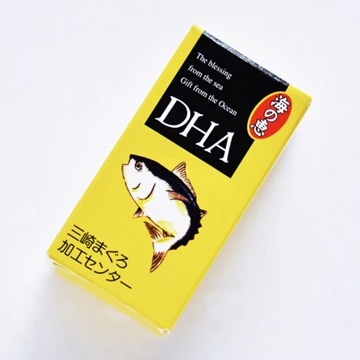 The blessing
from the sea
Gift from the Ocean
DHA
海の恵
三崎まぐろ
加工センター